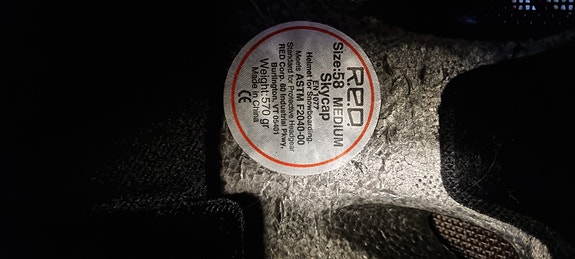 RED.
Size:58 MEDIUM
Skycap
EN 1077
Helmet for Snowboarding.
Meets ASTM F2040-00
Standard for Protective Headgear
RED Corp. 80 Industrial Pkwy,
Burlington, VT 05401
Weight:570 gr
Made in China
CE